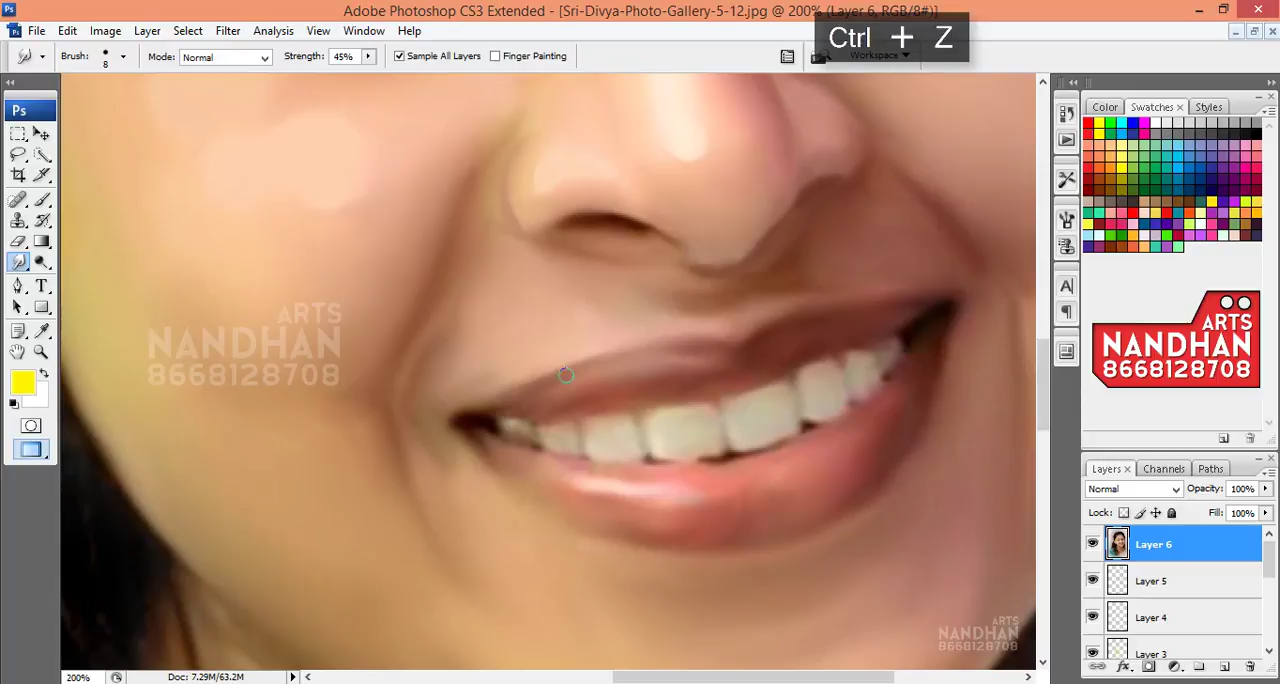 Adobe Photoshop CS3 Extended - [Sri-Divya-Photo-Gallery-5-12.jpg @ 200% (Layer 6, RGB/8#)]
Ctrl + Z
File Edit Image Layer Select Filter Analysis View Window Help
Brush: 8 Mode: Normal Strength: 45% Sample All Layers Finger Painting Workspace
Ps
Color Swatches Styles
ARTS
NANDHAN
8668128708
ARTS
NANDHAN
8668128708
Layers Channels Paths
Normal Opacity: 100%
Lock: Fill: 100%
Layer 6
Layer 5
Layer 4
Layer 3
ARTS
NANDHAN
8668128708
200% Doc: 7.29M/63.2M